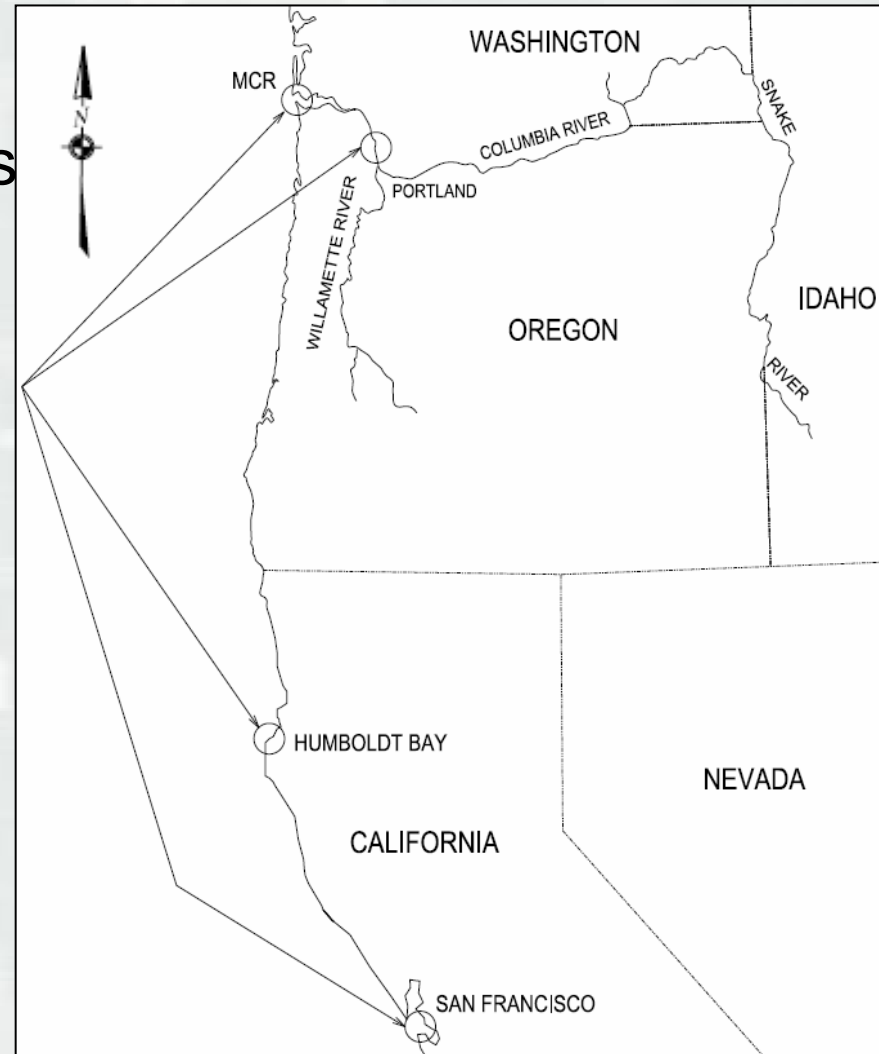 WASHINGTON
MCR
N
s
SNAKE
COLUMBIA RIVER
PORTLAND
WILLAMETTE RIVER
IDAHO
OREGON
RIVER
HUMBOLDT BAY
NEVADA
CALIFORNIA
SAN FRANCISCO